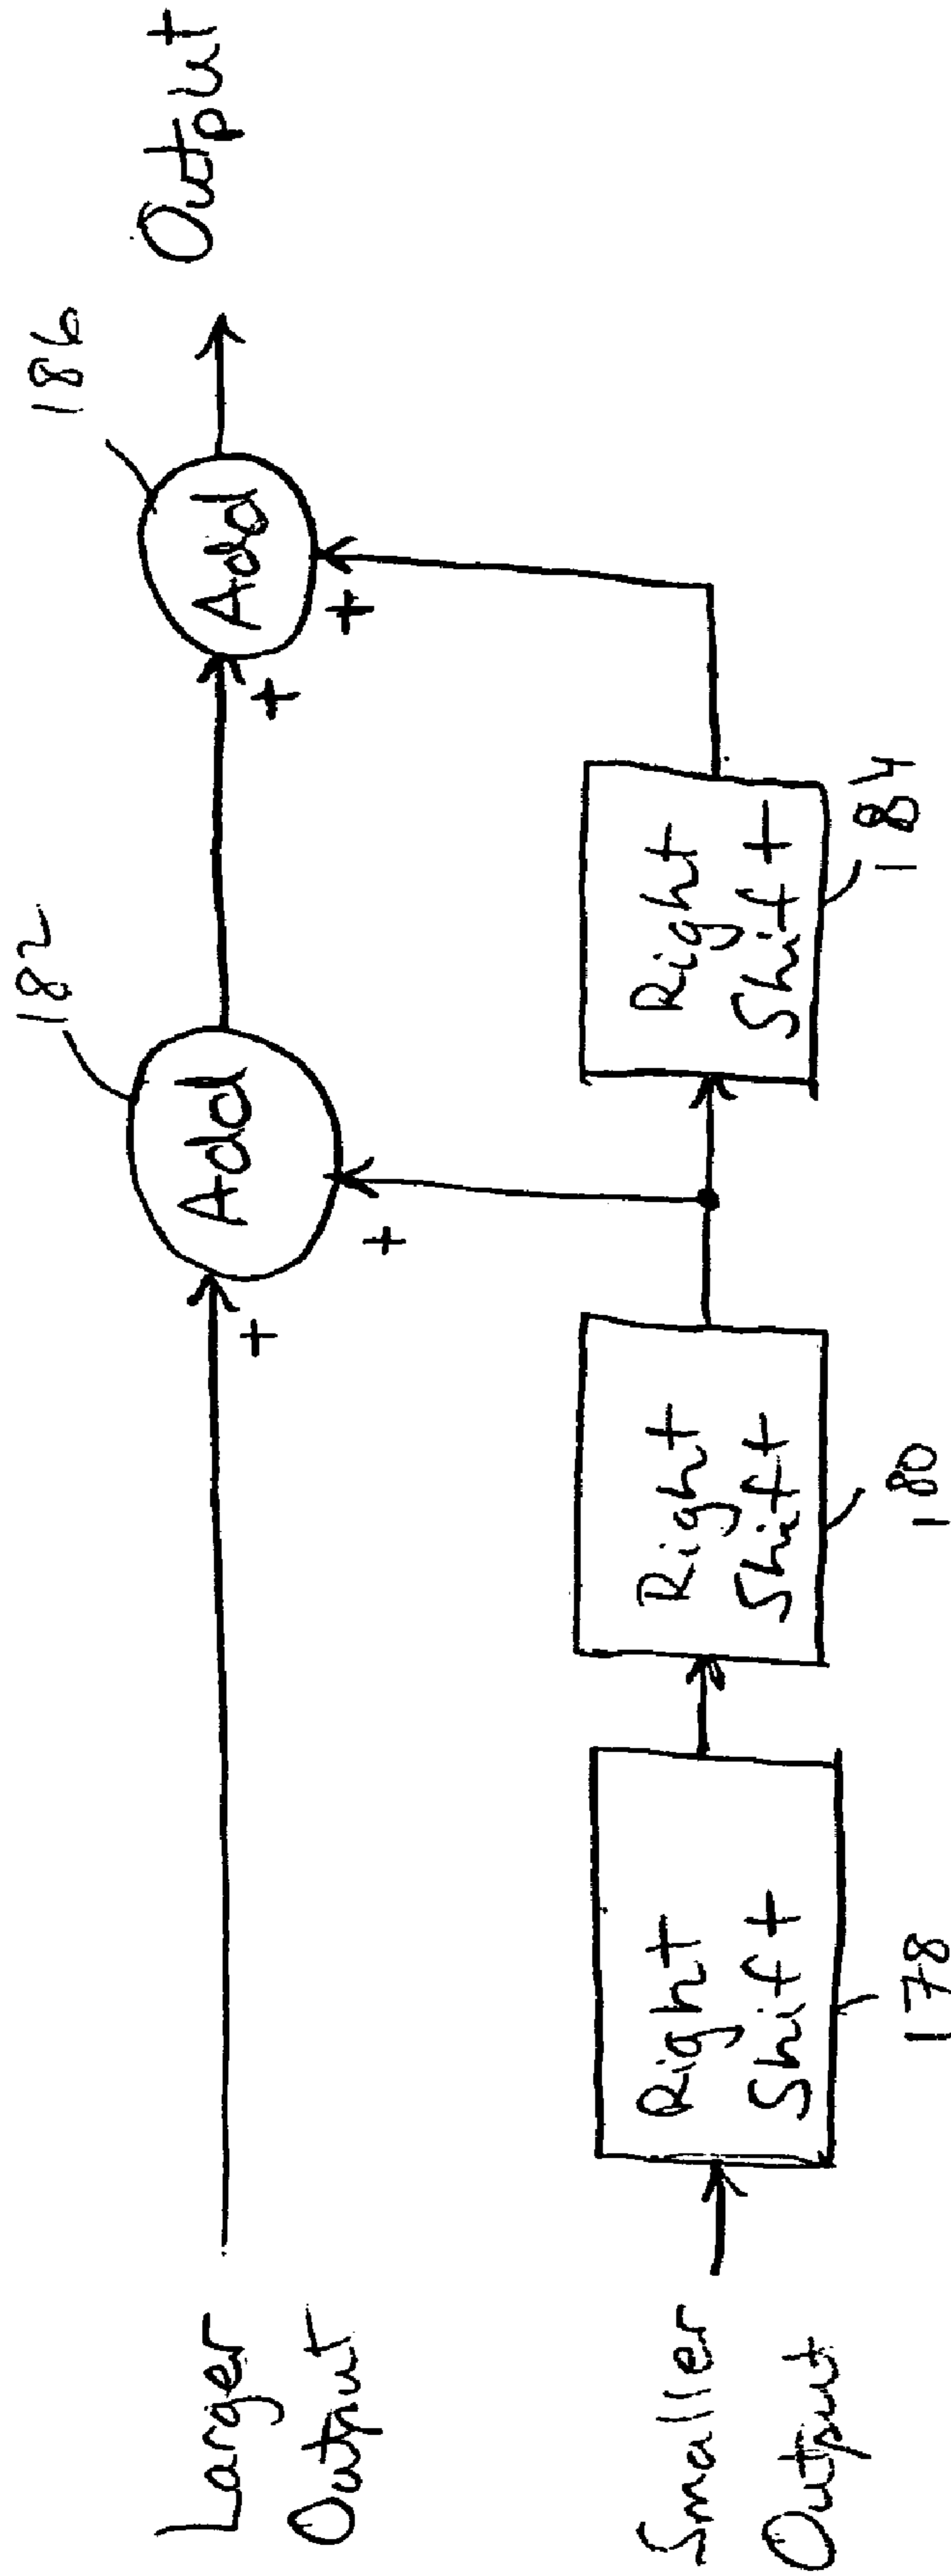 Larger
Output
+
+
Add
182
+
+
Add
186
Output
Smaller
Output
Right
Shift
178
Right
Shift
180
Right
Shift
184